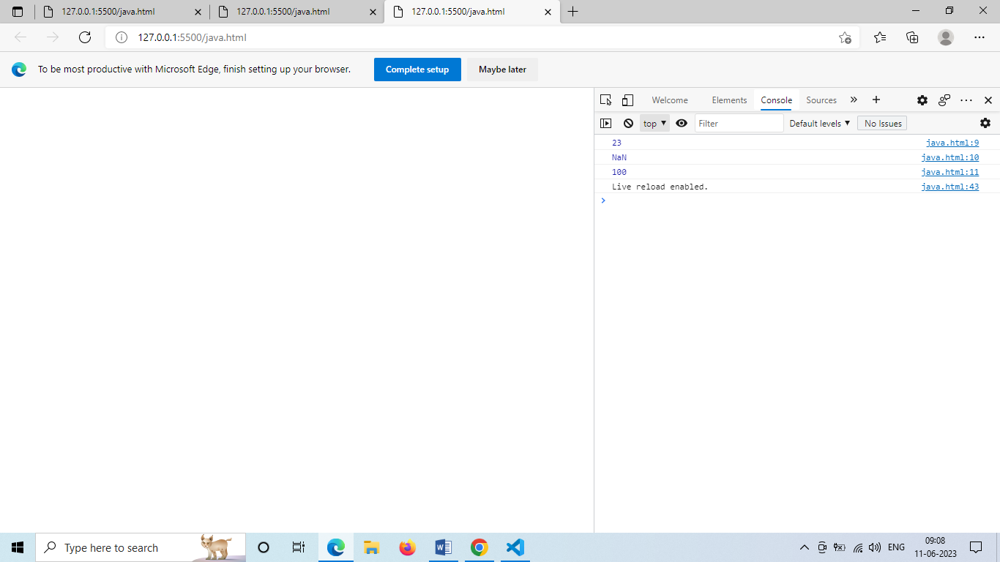 127.0.0.1:5500/java.html 127.0.0.1:5500/java.html 127.0.0.1:5500/java.html
127.0.0.1:5500/java.html
To be most productive with Microsoft Edge, finish setting up your browser. Complete setup Maybe later
Welcome Elements Console Sources
top Filter Default levels No Issues
23 java.html:9
NaN java.html:10
100 java.html:11
Live reload enabled. java.html:43
Type here to search
ENG
09:08
11-06-2023